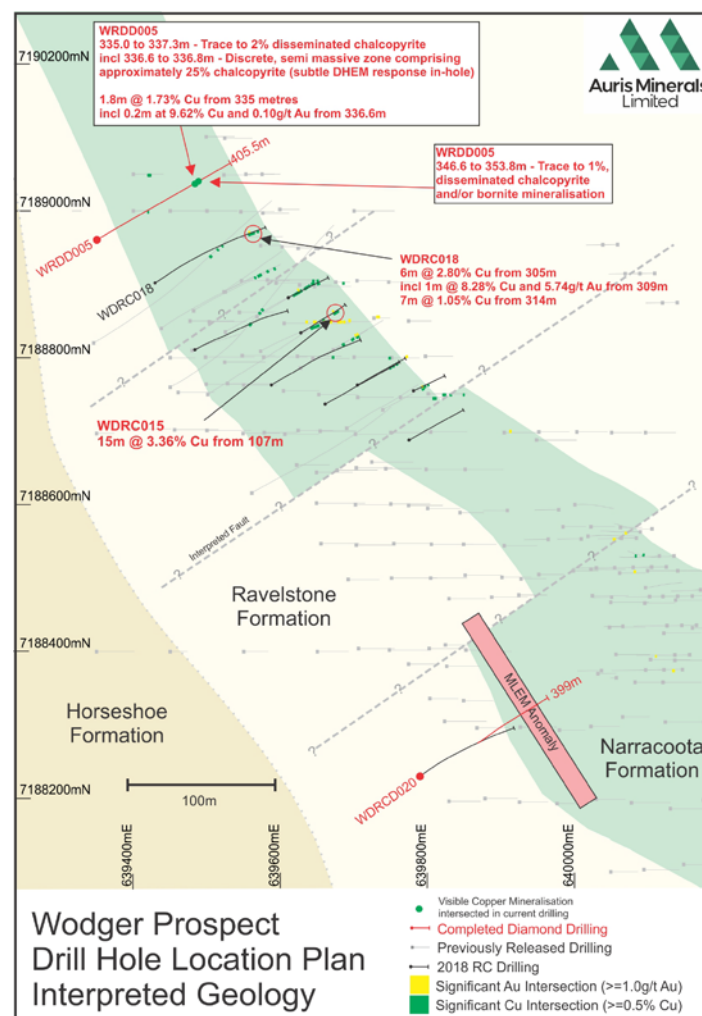 WRDD005
335.0 to 337.3m - Trace to 2% disseminated chalcopyrite
incl 336.6 to 336.8m - Discrete, semi massive zone comprising
approximately 25% chalcopyrite (subtle DHEM response in-hole)
1.8m @ 1.73% Cu from 335 metres
incl 0.2m at 9.62% Cu and 0.10g/t Au from 336.6m
Auris Minerals
Limited
7190200mN
405.5m
WRDD005
346.6 to 353.8m - Trace to 1%,
disseminated chalcopyrite
and/or bornite mineralisation
7189000mN
WRDD005
WDRC018
WDRC018
6m @ 2.80% Cu from 305m
incl 1m @ 8.28% Cu and 5.74g/t Au from 309m
7m @ 1.05% Cu from 314m
7188800mN
?
?
?
WDRC015
15m @ 3.36% Cu from 107m
?
?
7188600mN
Interpreted Fault
?
?
Ravelstone
Formation
?
7188400mN
?
MLEM Anomaly
399m
Horseshoe
Formation
?
Narracoota
Formation
7188200mN
100m
WDRCD020
639400mE
639600mE
639800mE
640000mE
Wodger Prospect
Drill Hole Location Plan
Interpreted Geology
Visible Copper Mineralisation
intersected in current drilling
Completed Diamond Drilling
Previously Released Drilling
2018 RC Drilling
Significant Au Intersection (>=1.0g/t Au)
Significant Cu Intersection (>=0.5% Cu)